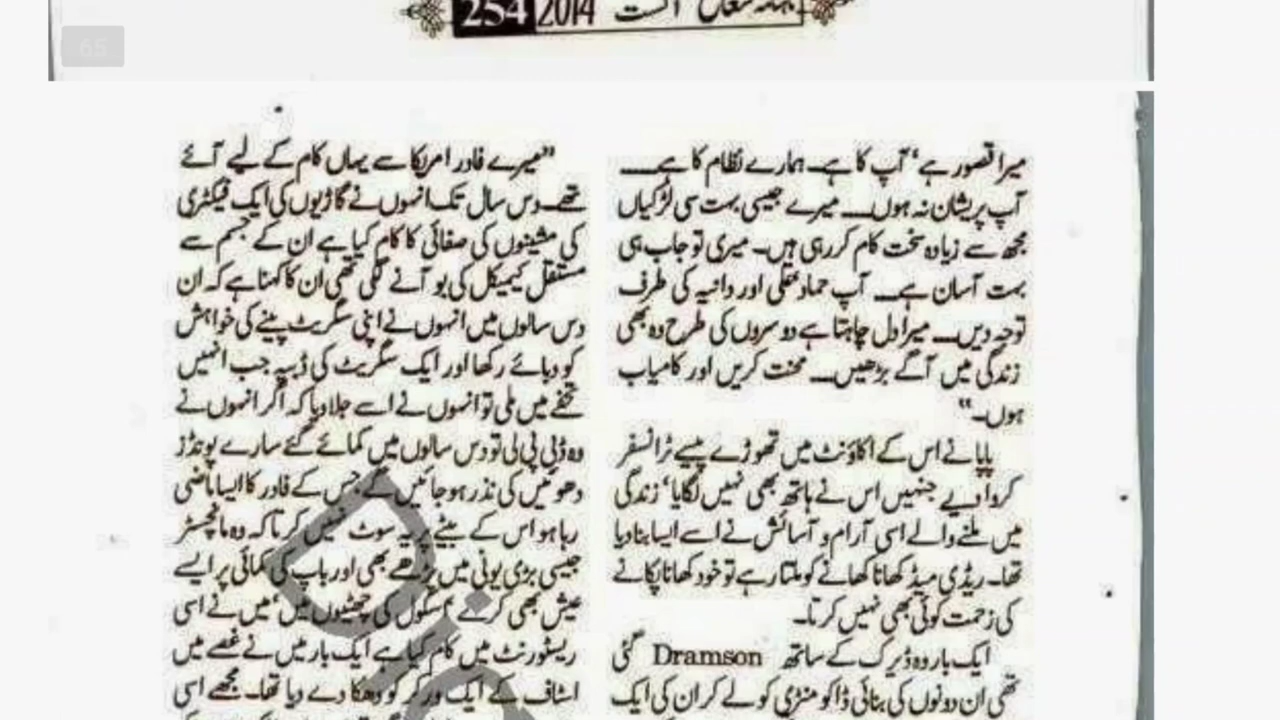 254 2014 اگست شعاع
65
میرا قصور ہے‘ آپ کا ہے۔ ہمارے نظام کا ہے۔
آپ پریشان نہ ہوں۔ میرے جیسی بہت سی لڑکیاں
مجھ سے زیادہ سخت کام کر رہی ہیں۔ میری تو جاب ہی
بہت آسان ہے۔ آپ حماد‘ علی اور دانیہ کی طرف
توجہ دیں۔ میرا دل چاہتا ہے دوسروں کی طرح وہ بھی
زندگی میں آگے بڑھیں۔ محنت کریں اور کامیاب
ہوں۔“
پاپا نے اس کے اکاؤنٹ میں تھوڑے پیسے ٹرانسفر
کروا دیے جنہیں اس نے ہاتھ بھی نہیں لگایا‘ زندگی
میں ملنے والے اسی آرام و آسائش نے اسے ایسا بنا دیا
تھا۔ ریڈی میڈ کھانا کھانے کو ملتا رہے تو خود کھانا پکانے
کی زحمت کوئی بھی نہیں کرتا۔
ایک بار وہ ڈیرک کے ساتھ Dramson گئی
تھی ان دونوں کی بنائی ڈاکومنٹری کو لے کر ان کی ایک
”میرے فادر امریکا سے یہاں کام کے لیے آئے
تھے۔ دس سال تک انہوں نے گاڑیوں کی ایک فیکٹری
کی مشینوں کی صفائی کا کام کیا ہے ان کے جسم سے
مستقل کیمیکل کی بو آنے لگی تھی ان کا کہنا ہے کہ ان
دس سالوں میں انہوں نے اپنی سگریٹ پینے کی خواہش
کو دبائے رکھا اور ایک سگریٹ کی ڈبیہ جب انہیں
تحفے میں ملی تو انہوں نے اسے جلا دیا کہ اگر انہوں نے
وہ ڈبی پی لی تو دس سالوں میں کمائے گئے سارے پونڈز
دھوئیں کی نذر ہو جائیں گے جس کے فادر کا ایسا ماضی
رہا ہو اس کے بیٹے پر یہ سوٹ نہیں کرتا کہ وہ مانچسٹر
جیسی بڑی یونی میں پڑھے بھی اور باپ کی کمائی پر ایسے
عیش بھی کرے‘ اسکول کی چھٹیوں میں‘ میں نے اسی
ریسٹورنٹ میں کام کیا ہے ایک بار میں نے غصے میں
اسٹاف کے ایک ورکر کو دھکا دے دیا تھا۔ مجھے اسی